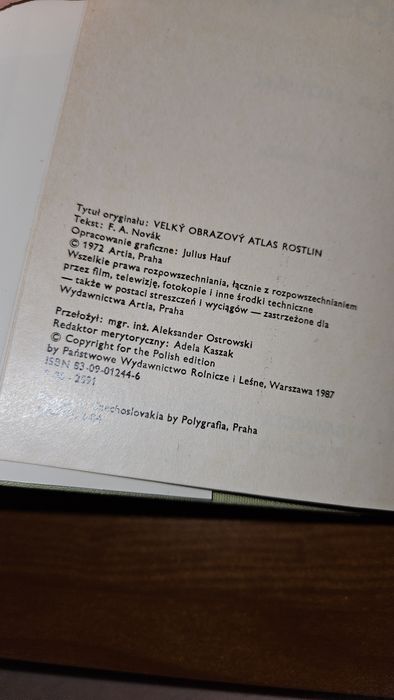 Tytuł oryginału: VELKÝ OBRAZOVÝ ATLAS ROSTLIN
Tekst: F. A. Novák
Opracowanie graficzne: Julius Hauf
© 1972 Artia, Praha
Wszelkie prawa rozpowszechniania, łącznie z rozpowszechnianiem
przez film, telewizję, fotokopie i inne środki techniczne
— także w postaci streszczeń i wyciągów — zastrzeżone dla
Wydawnictwa Artia, Praha
Przełożył: mgr. inż. Aleksander Ostrowski
Redaktor merytoryczny: Adela Kaszak
© Copyright for the Polish edition
by Państwowe Wydawnictwo Rolnicze i Leśne, Warszawa 1987
ISBN 83-09-01244-6
Czechoslovakia by Polygrafia, Praha